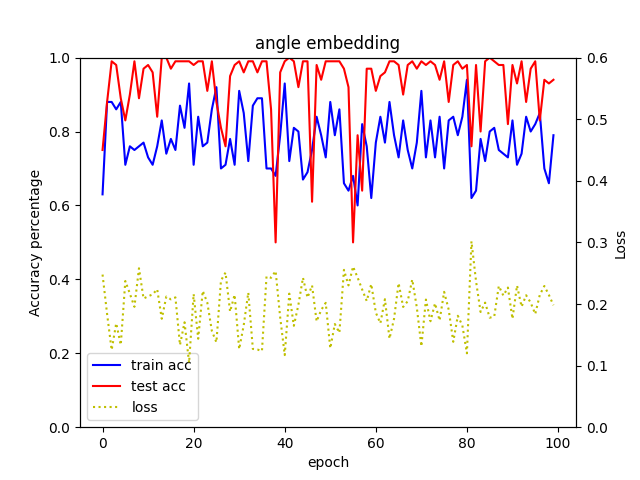 angle embedding
1.0
0.8
0.6
0.4
0.2
0.0
Accuracy percentage
0.6
0.5
0.4
0.3
0.2
0.1
0.0
Loss
train acc
test acc
loss
0 20 40 60 80 100
epoch